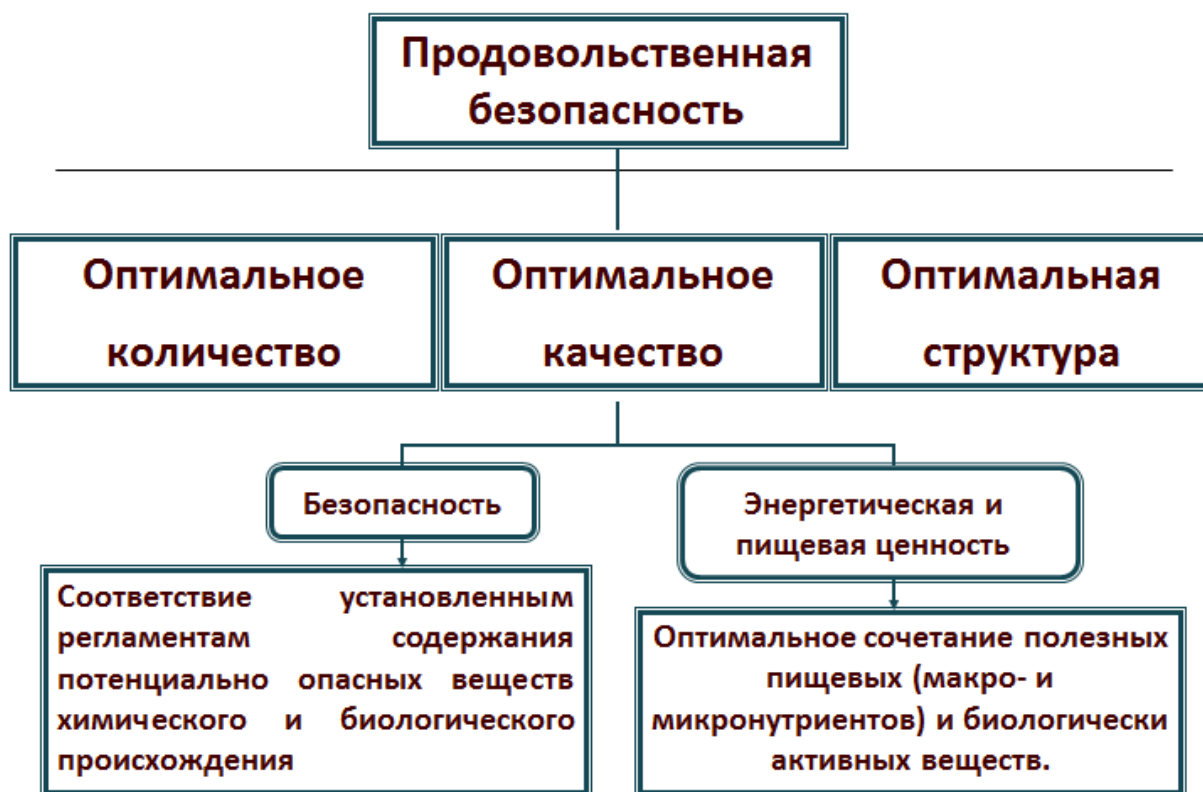 Продовольственная
безопасность
Оптимальное
количество
Оптимальное
качество
Оптимальная
структура
Безопасность
Энергетическая и
пищевая ценность
Соответствие установленным
регламентам содержания
потенциально опасных веществ
химического и биологического
происхождения
Оптимальное сочетание полезных
пищевых (макро- и
микронутриентов) и биологически
активных веществ.